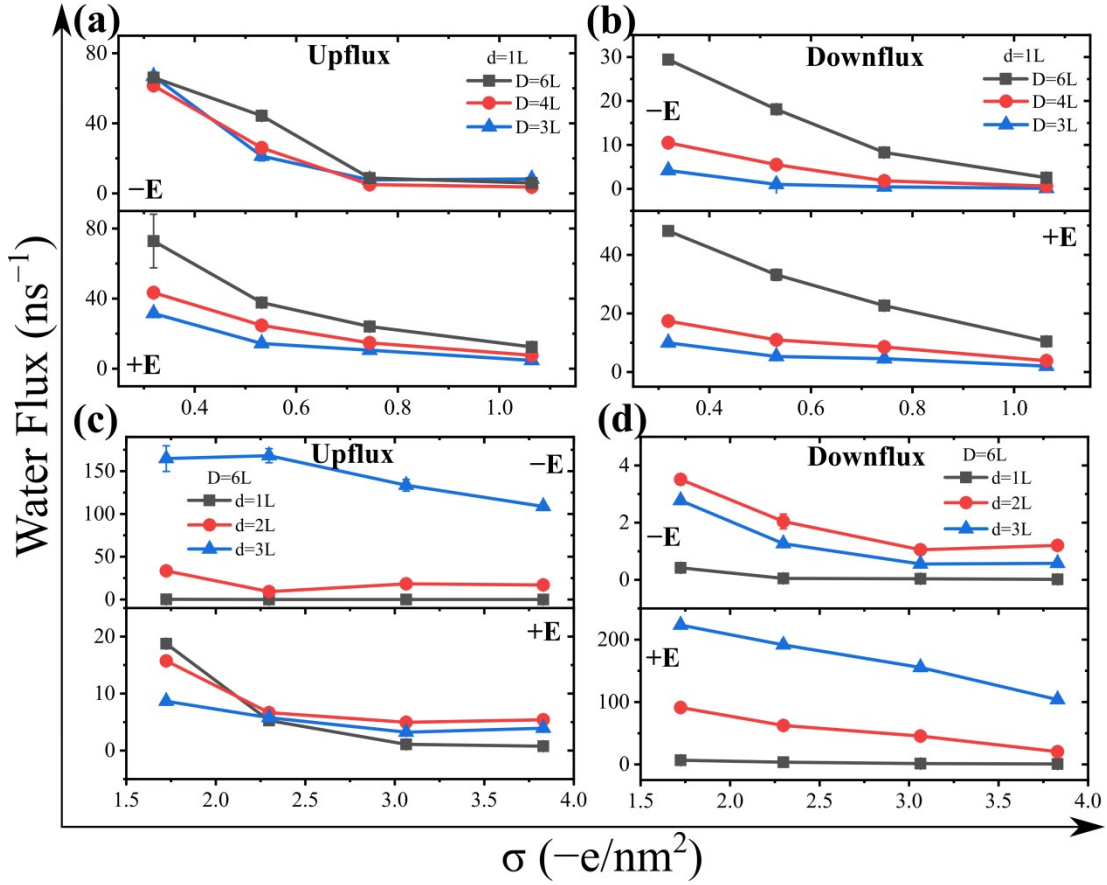 (a)
Upflux
d=1L
D=6L
D=4L
D=3L
80
40
0
−E
80
40
0
+E
0.4 0.6 0.8 1.0
(b)
Downflux
d=1L
D=6L
D=4L
D=3L
30
20
10
0
−E
40
20
0
+E
0.4 0.6 0.8 1.0
(c)
Upflux
D=6L
d=1L
d=2L
d=3L
150
125
100
75
50
25
0
−E
20
10
0
+E
1.5 2.0 2.5 3.0 3.5 4.0
(d)
Downflux
D=6L
d=1L
d=2L
d=3L
4
2
0
−E
200
100
0
+E
1.5 2.0 2.5 3.0 3.5 4.0
Water Flux (ns⁻¹)
σ (−e/nm²)